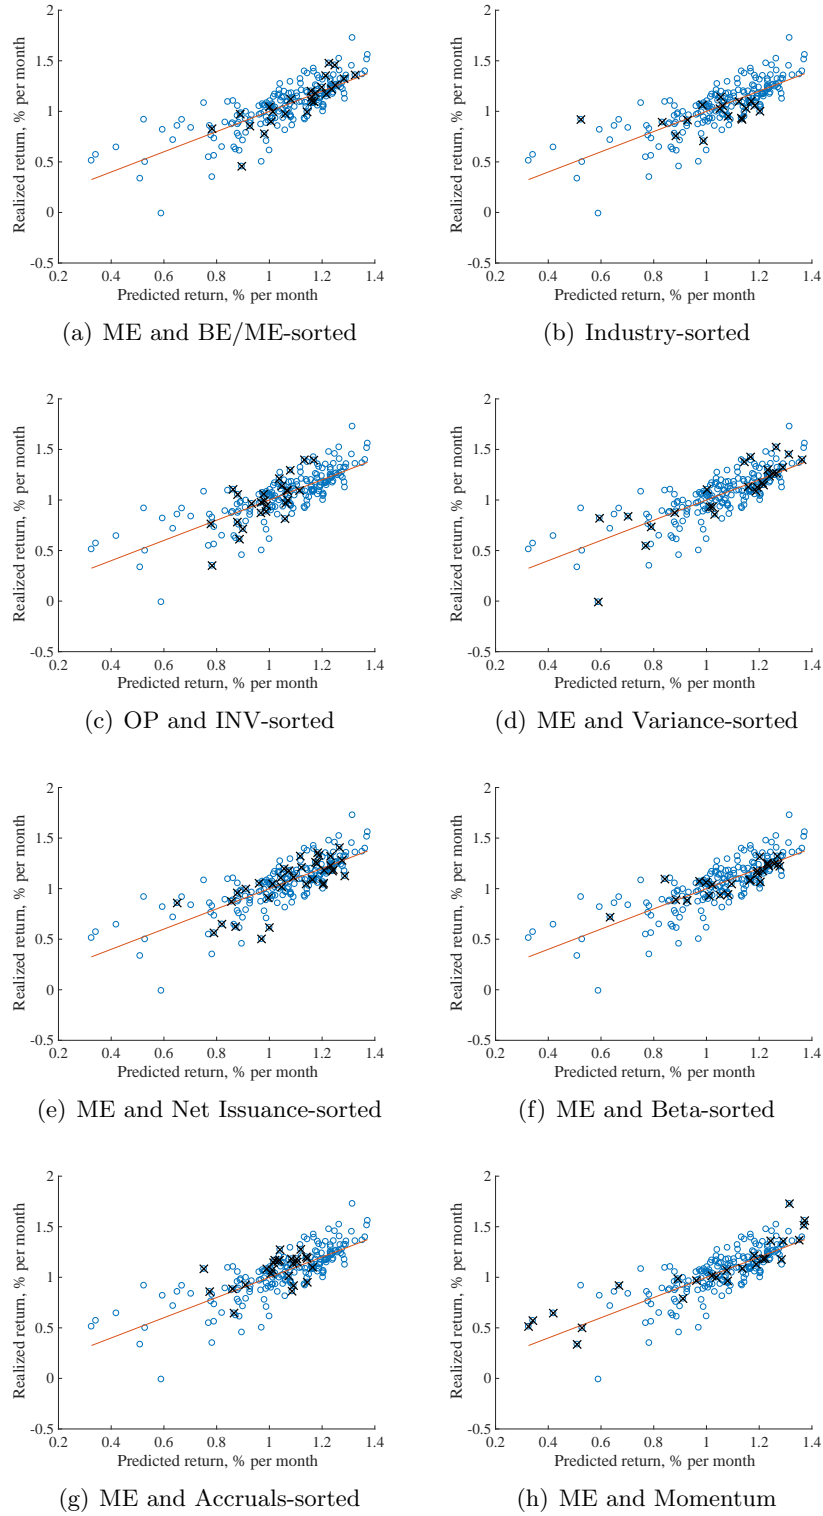 2
1.5
1
0.5
0
-0.5
0.2 0.4 0.6 0.8 1 1.2 1.4
Realized return, % per month
Predicted return, % per month
(a) ME and BE/ME-sorted
2
1.5
1
0.5
0
-0.5
0.2 0.4 0.6 0.8 1 1.2 1.4
Realized return, % per month
Predicted return, % per month
(b) Industry-sorted
2
1.5
1
0.5
0
-0.5
0.2 0.4 0.6 0.8 1 1.2 1.4
Realized return, % per month
Predicted return, % per month
(c) OP and INV-sorted
2
1.5
1
0.5
0
-0.5
0.2 0.4 0.6 0.8 1 1.2 1.4
Realized return, % per month
Predicted return, % per month
(d) ME and Variance-sorted
2
1.5
1
0.5
0
-0.5
0.2 0.4 0.6 0.8 1 1.2 1.4
Realized return, % per month
Predicted return, % per month
(e) ME and Net Issuance-sorted
2
1.5
1
0.5
0
-0.5
0.2 0.4 0.6 0.8 1 1.2 1.4
Realized return, % per month
Predicted return, % per month
(f) ME and Beta-sorted
2
1.5
1
0.5
0
-0.5
0.2 0.4 0.6 0.8 1 1.2 1.4
Realized return, % per month
Predicted return, % per month
(g) ME and Accruals-sorted
2
1.5
1
0.5
0
-0.5
0.2 0.4 0.6 0.8 1 1.2 1.4
Realized return, % per month
Predicted return, % per month
(h) ME and Momentum